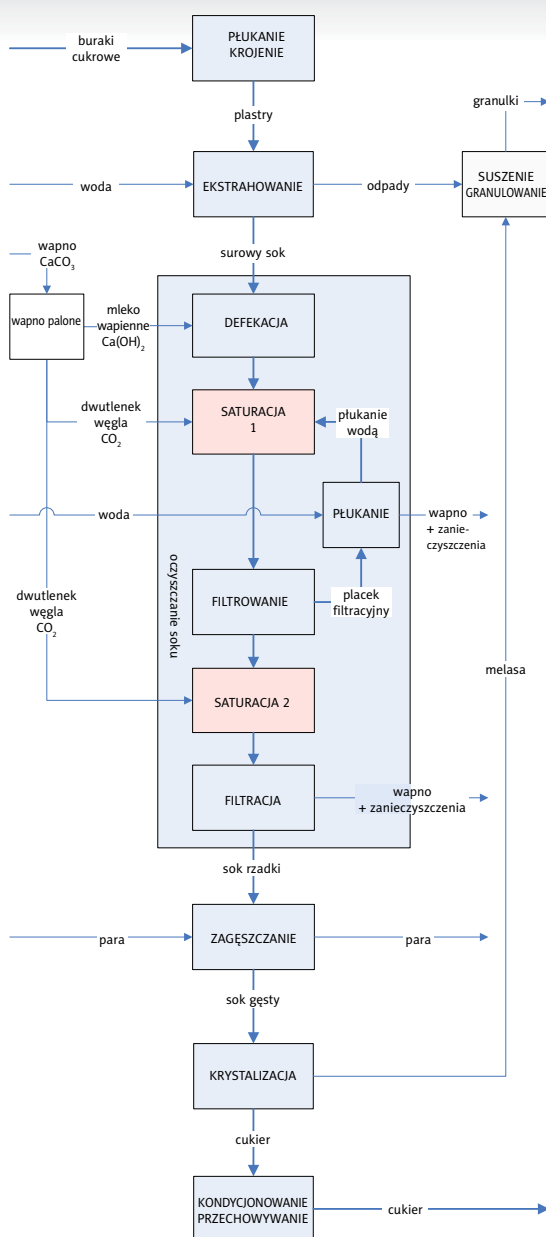 buraki
cukrowe
PŁUKANIE
KROJENIE
plastry
granulki
woda
EKSTRAHOWANIE
odpady
SUSZENIE
GRANULOWANIE
surowy sok
wapno
CaCO₃
wapno palone
mleko
wapienne
Ca(OH)₂
DEFEKACJA
dwutlenek
węgla
CO₂
SATURACJA
1
płukanie
wodą
woda
PŁUKANIE
wapno
+ zanie-
czyszczenia
oczyszczanie soku
dwutlenek
węgla
CO₂
FILTROWANIE
placek
filtracyjny
melasa
SATURACJA 2
FILTRACJA
wapno
+ zanieczyszczenia
sok rzadki
para
ZAGĘSZCZANIE
para
sok gęsty
KRYSTALIZACJA
cukier
KONDYCJONOWANIE
PRZECHOWYWANIE
cukier